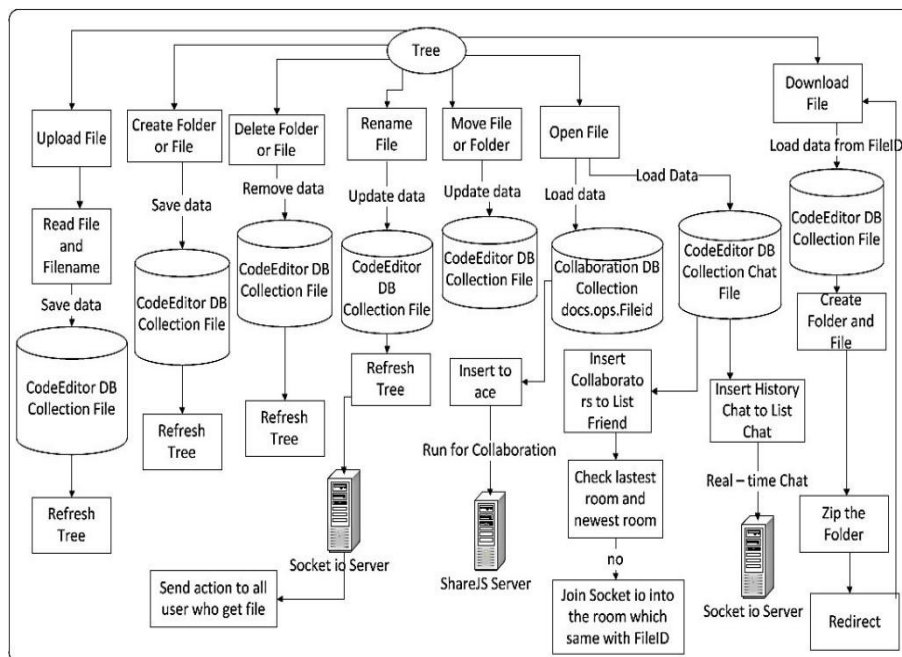 Tree
Upload File
Create Folder
or File
Delete Folder
or File
Rename
File
Move File
or Folder
Open File
Download
File
Save data
Remove data
Update data
Update data
Load data
Load Data
Load data from FileID
Read File
and
Filename
Save data
CodeEditor DB
Collection File
CodeEditor DB
Collection File
CodeEditor DB
Collection File
CodeEditor
DB
Collection File
CodeEditor DB
Collection File
Collaboration DB
Collection
docs.ops.Fileid
CodeEditor DB
Collection Chat
File
CodeEditor DB
Collection File
Refresh
Tree
Refresh
Tree
Refresh
Tree
Refresh
Tree
Insert to
ace
Insert
Collaborato
rs to List
Friend
Insert History
Chat to List
Chat
Create
Folder and
File
Run for Collaboration
Check lastest
room and
newest room
Real – time Chat
Zip the
Folder
Socket io Server
ShareJS Server
no
Socket io Server
Send action to all
user who get file
Join Socket io into
the room which
same with FileID
Redirect